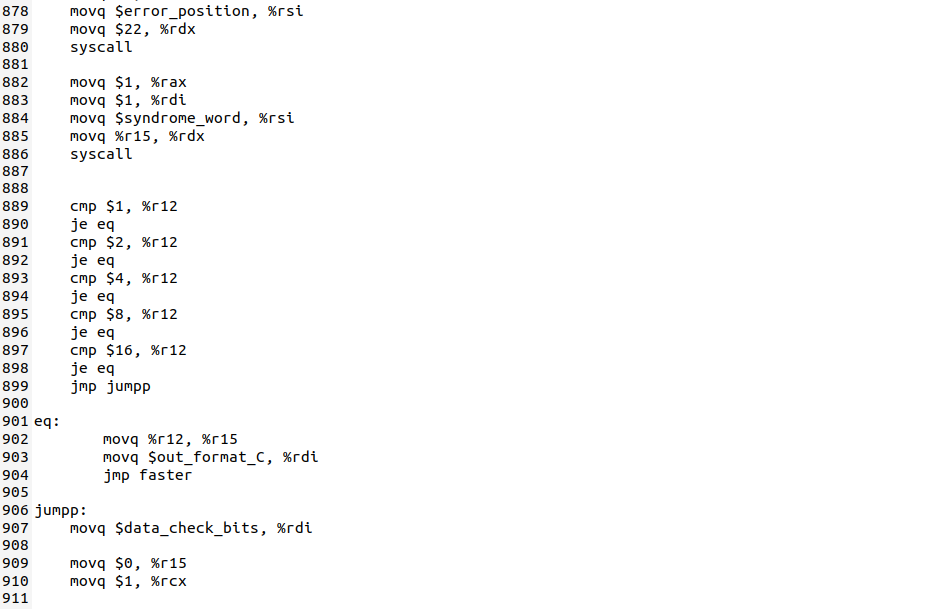 878 movq $error_position, %rsi
879 movq $22, %rdx
880 syscall
881
882 movq $1, %rax
883 movq $1, %rdi
884 movq $syndrome_word, %rsi
885 movq %r15, %rdx
886 syscall
887
888
889 cmp $1, %r12
890 je eq
891 cmp $2, %r12
892 je eq
893 cmp $4, %r12
894 je eq
895 cmp $8, %r12
896 je eq
897 cmp $16, %r12
898 je eq
899 jmp jumpp
900
901 eq:
902 movq %r12, %r15
903 movq $out_format_C, %rdi
904 jmp faster
905
906 jumpp:
907 movq $data_check_bits, %rdi
908
909 movq $0, %r15
910 movq $1, %rcx
911